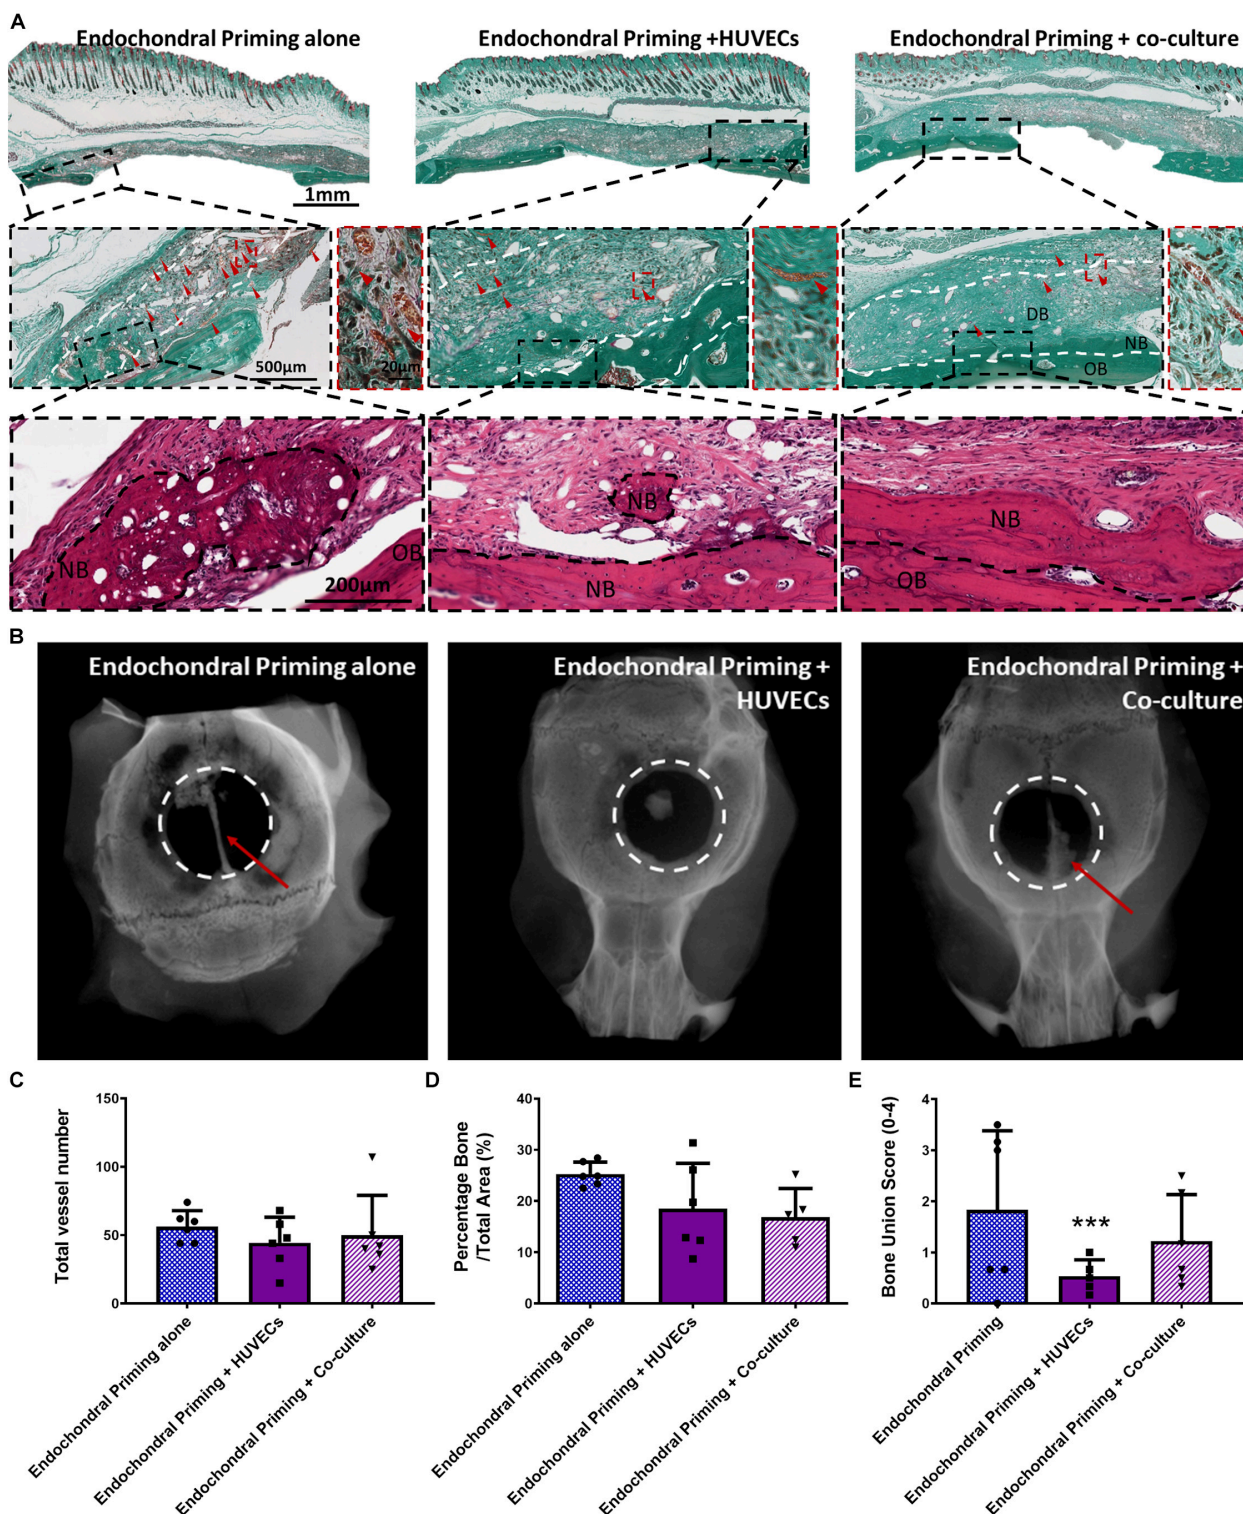 A
Endochondral Priming alone
Endochondral Priming +HUVECs
Endochondral Priming + co-culture
1mm
500μm
20μm
DB
NB
OB
NB
OB
200μm
NB
NB
NB
OB
B
Endochondral Priming alone
Endochondral Priming +
HUVECs
Endochondral Priming +
Co-culture
C
Total vessel number
150
100
50
0
Endochondral Priming alone
Endochondral Priming + HUVECs
Endochondral Priming + Co-culture
D
Percentage Bone
/Total Area (%)
40
30
20
10
0
Endochondral Priming alone
Endochondral Priming + HUVECs
Endochondral Priming + Co-culture
E
Bone Union Score (0-4)
4
3
2
1
0
***
Endochondral Priming
Endochondral Priming + HUVECs
Endochondral Priming + Co-culture